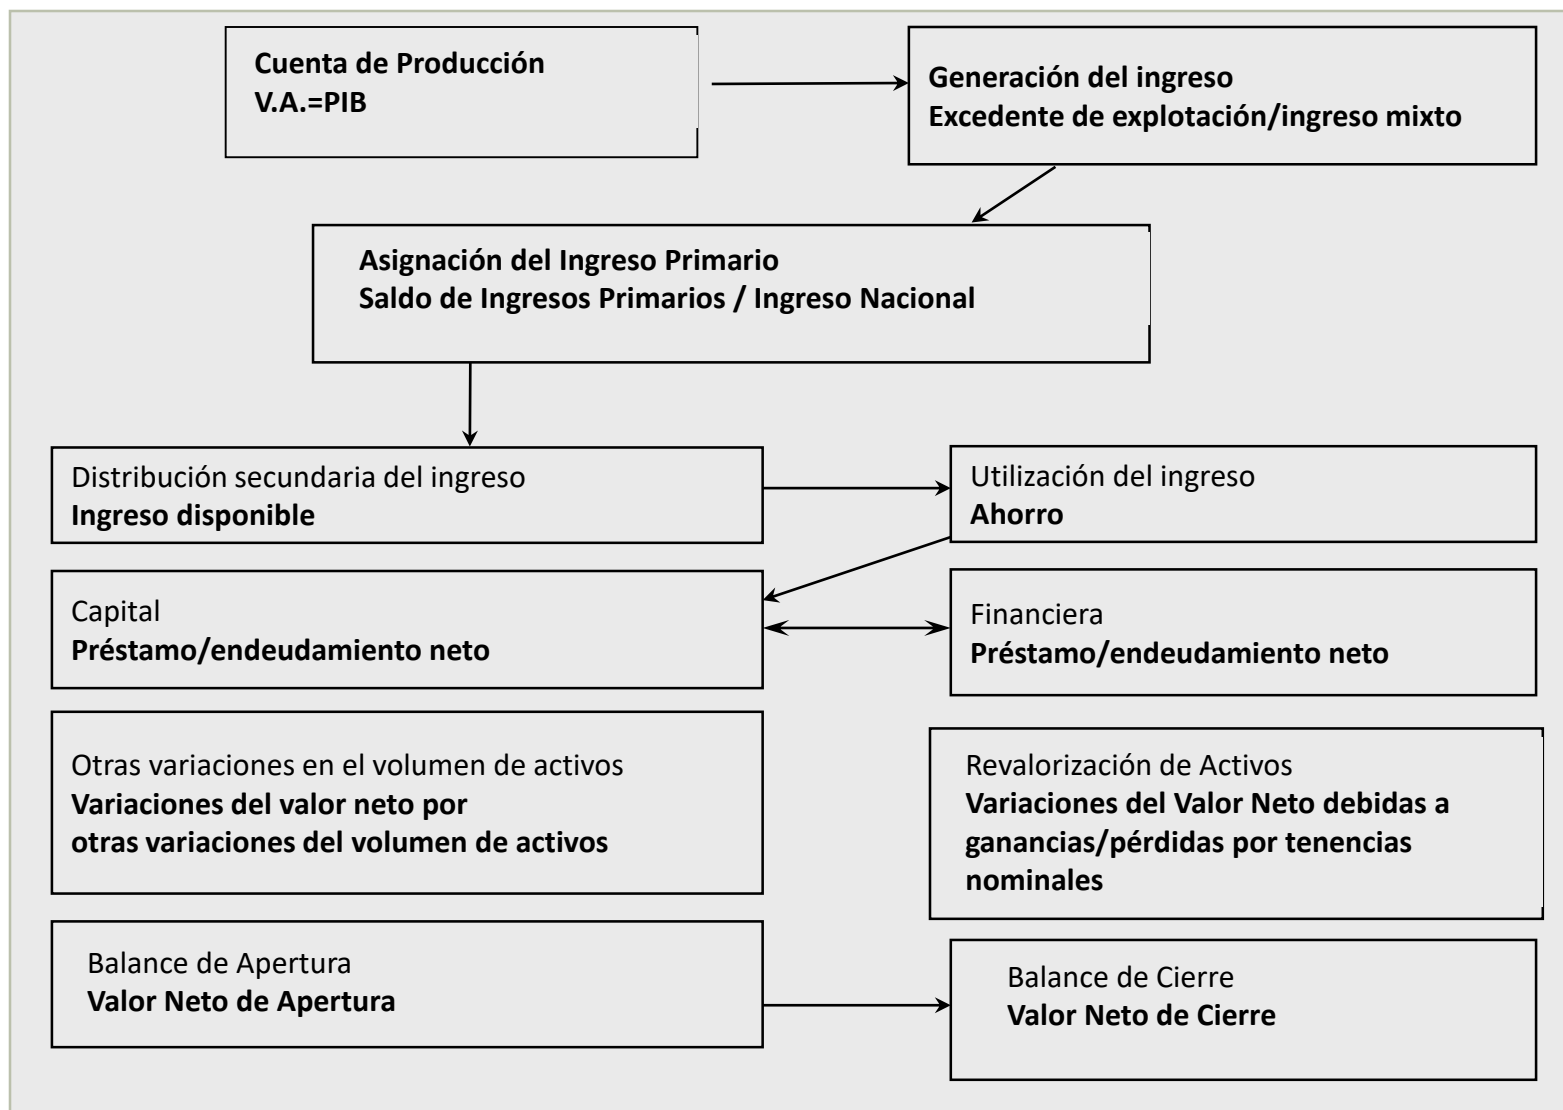 Cuenta de Producción
V.A.=PIB
Generación del ingreso
Excedente de explotación/ingreso mixto
Asignación del Ingreso Primario
Saldo de Ingresos Primarios / Ingreso Nacional
Distribución secundaria del ingreso
Ingreso disponible
Utilización del ingreso
Ahorro
Capital
Préstamo/endeudamiento neto
Financiera
Préstamo/endeudamiento neto
Otras variaciones en el volumen de activos
Variaciones del valor neto por
otras variaciones del volumen de activos
Revalorización de Activos
Variaciones del Valor Neto debidas a
ganancias/pérdidas por tenencias
nominales
Balance de Apertura
Valor Neto de Apertura
Balance de Cierre
Valor Neto de Cierre